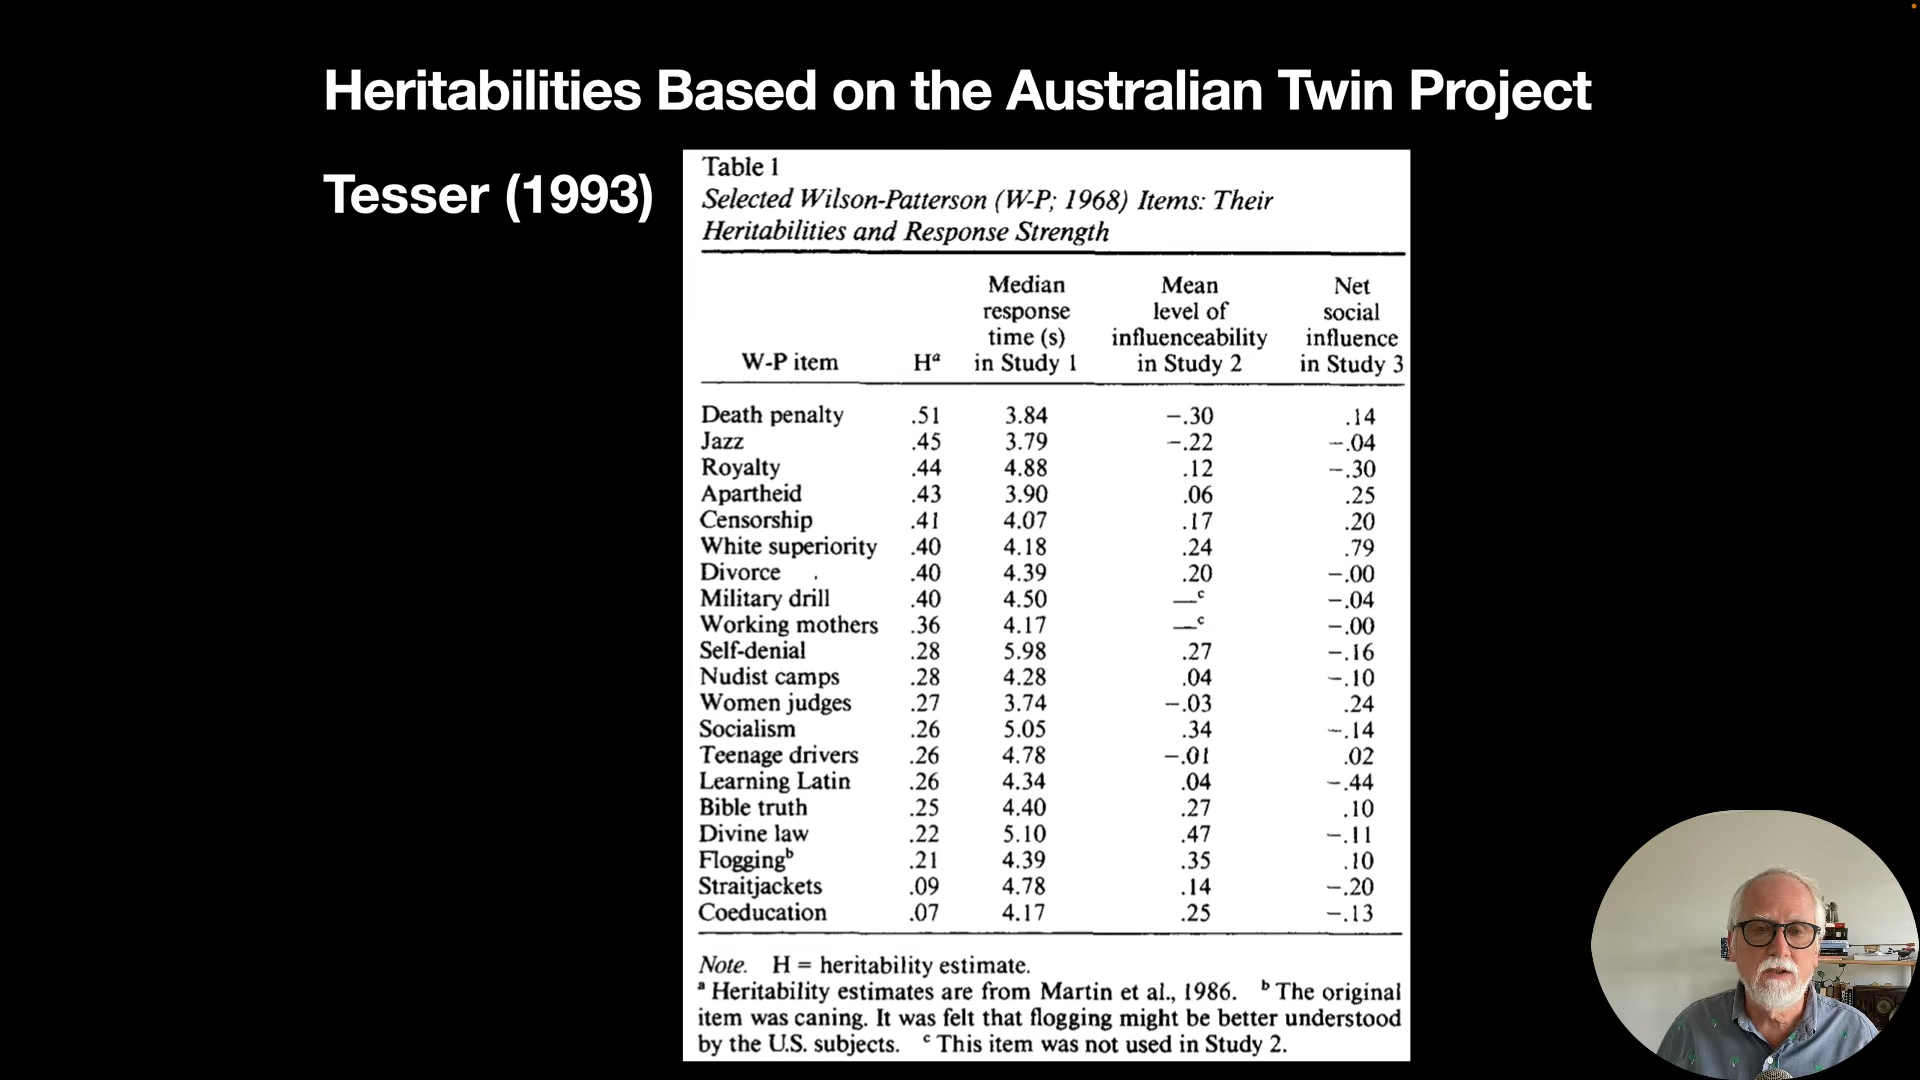 Heritabilities Based on the Australian Twin Project
Tesser (1993)
Table 1
Selected Wilson-Patterson (W-P; 1968) Items: Their
Heritabilities and Response Strength
W-P item Hᵃ Median response time (s) in Study 1 Mean level of influenceability in Study 2 Net social influence in Study 3
Death penalty .51 3.84 −.30 .14
Jazz .45 3.79 −.22 −.04
Royalty .44 4.88 .12 −.30
Apartheid .43 3.90 .06 .25
Censorship .41 4.07 .17 .20
White superiority .40 4.18 .24 .79
Divorce .40 4.39 .20 −.00
Military drill .40 4.50 —ᶜ −.04
Working mothers .36 4.17 —ᶜ −.00
Self-denial .28 5.98 .27 −.16
Nudist camps .28 4.28 .04 −.10
Women judges .27 3.74 −.03 .24
Socialism .26 5.05 .34 −.14
Teenage drivers .26 4.78 −.01 .02
Learning Latin .26 4.34 .04 −.44
Bible truth .25 4.40 .27 .10
Divine law .22 5.10 .47 −.11
Floggingᵇ .21 4.39 .35 .10
Straitjackets .09 4.78 .14 −.20
Coeducation .07 4.17 .25 −.13
Note. H = heritability estimate.
ᵃ Heritability estimates are from Martin et al., 1986. ᵇ The original
item was caning. It was felt that flogging might be better understood
by the U.S. subjects. ᶜ This item was not used in Study 2.